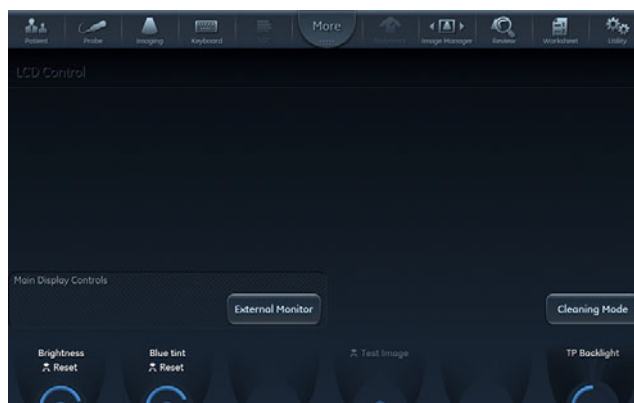 More
Patient
Probe
Imaging
Keyboard
Image Manager
Review
Worksheet
Utility
LCD Control
Main Display Controls
External Monitor
Cleaning Mode
Brightness
Reset
Blue tint
Reset
Test Image
TP Backlight